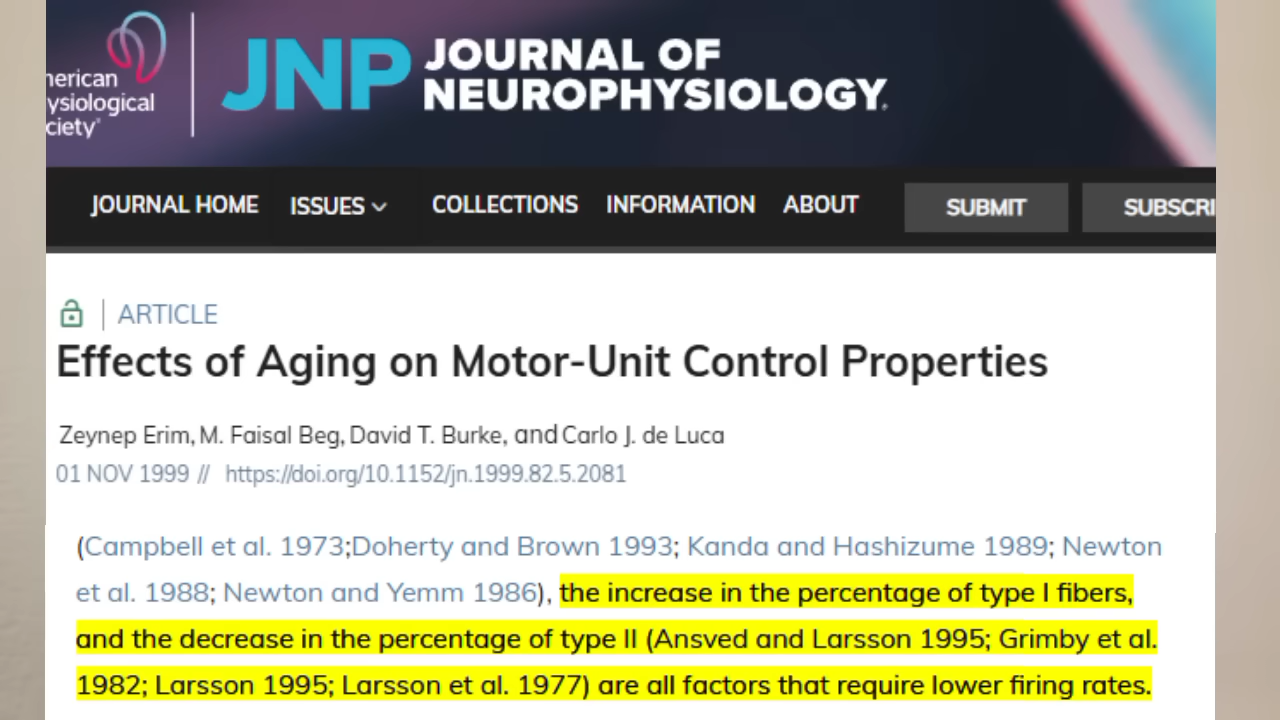 JNP
JOURNAL OF
NEUROPHYSIOLOGY.
JOURNAL HOME ISSUES COLLECTIONS INFORMATION ABOUT SUBMIT
ARTICLE
Effects of Aging on Motor-Unit Control Properties
Zeynep Erim, M. Faisal Beg, David T. Burke, and Carlo J. de Luca
01 NOV 1999 // https://doi.org/10.1152/jn.1999.82.5.2081
(Campbell et al. 1973;Doherty and Brown 1993; Kanda and Hashizume 1989; Newton
et al. 1988; Newton and Yemm 1986), the increase in the percentage of type I fibers,
and the decrease in the percentage of type II (Ansved and Larsson 1995; Grimby et al.
1982; Larsson 1995; Larsson et al. 1977) are all factors that require lower firing rates.